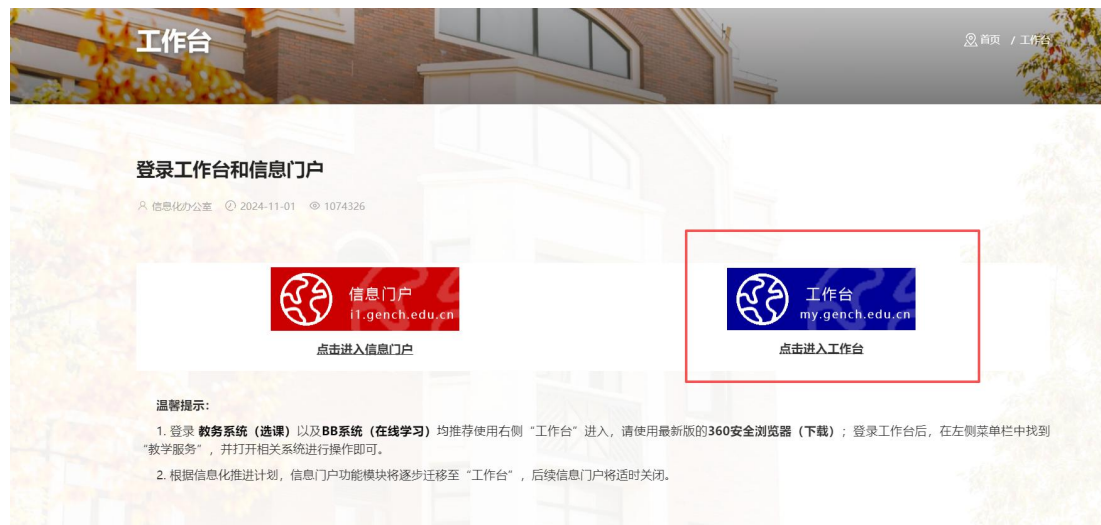 工作台
首页 / 工作台
登录工作台和信息门户
信息化办公室 2024-11-01 1074326
信息门户
i1.gench.edu.cn
点击进入信息门户
工作台
my.gench.edu.cn
点击进入工作台
温馨提示：
1. 登录 教务系统（选课）以及BB系统（在线学习）均推荐使用右侧“工作台”进入，请使用最新版的360安全浏览器（下载）；登录工作台后，在左侧菜单栏中找到
“教学服务”，并打开相关系统进行操作即可。
2. 根据信息化推进计划，信息门户功能模块将逐步迁移至“工作台”，后续信息门户将适时关闭。